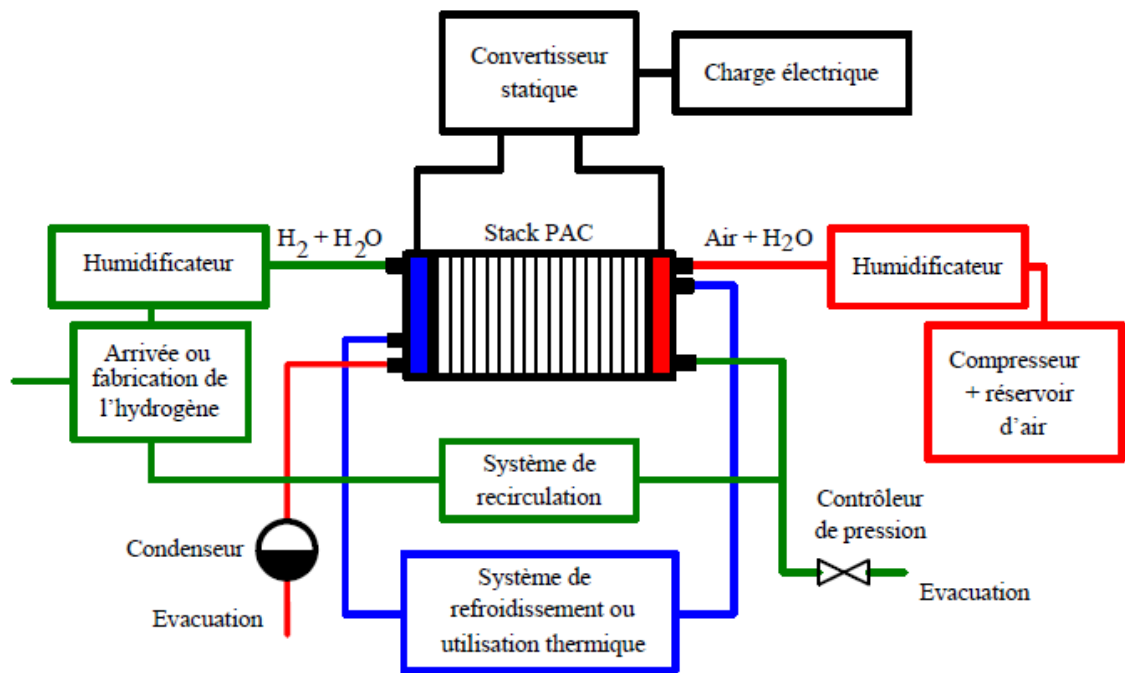 Convertisseur
statique
Charge électrique
H2 + H2O
Stack PAC
Air + H2O
Humidificateur
Humidificateur
Arrivée ou
fabrication de
l’hydrogène
Compresseur
+ réservoir
d’air
Système de
recirculation
Contrôleur
de pression
Condenseur
Système de
refroidissement ou
utilisation thermique
Evacuation
Evacuation